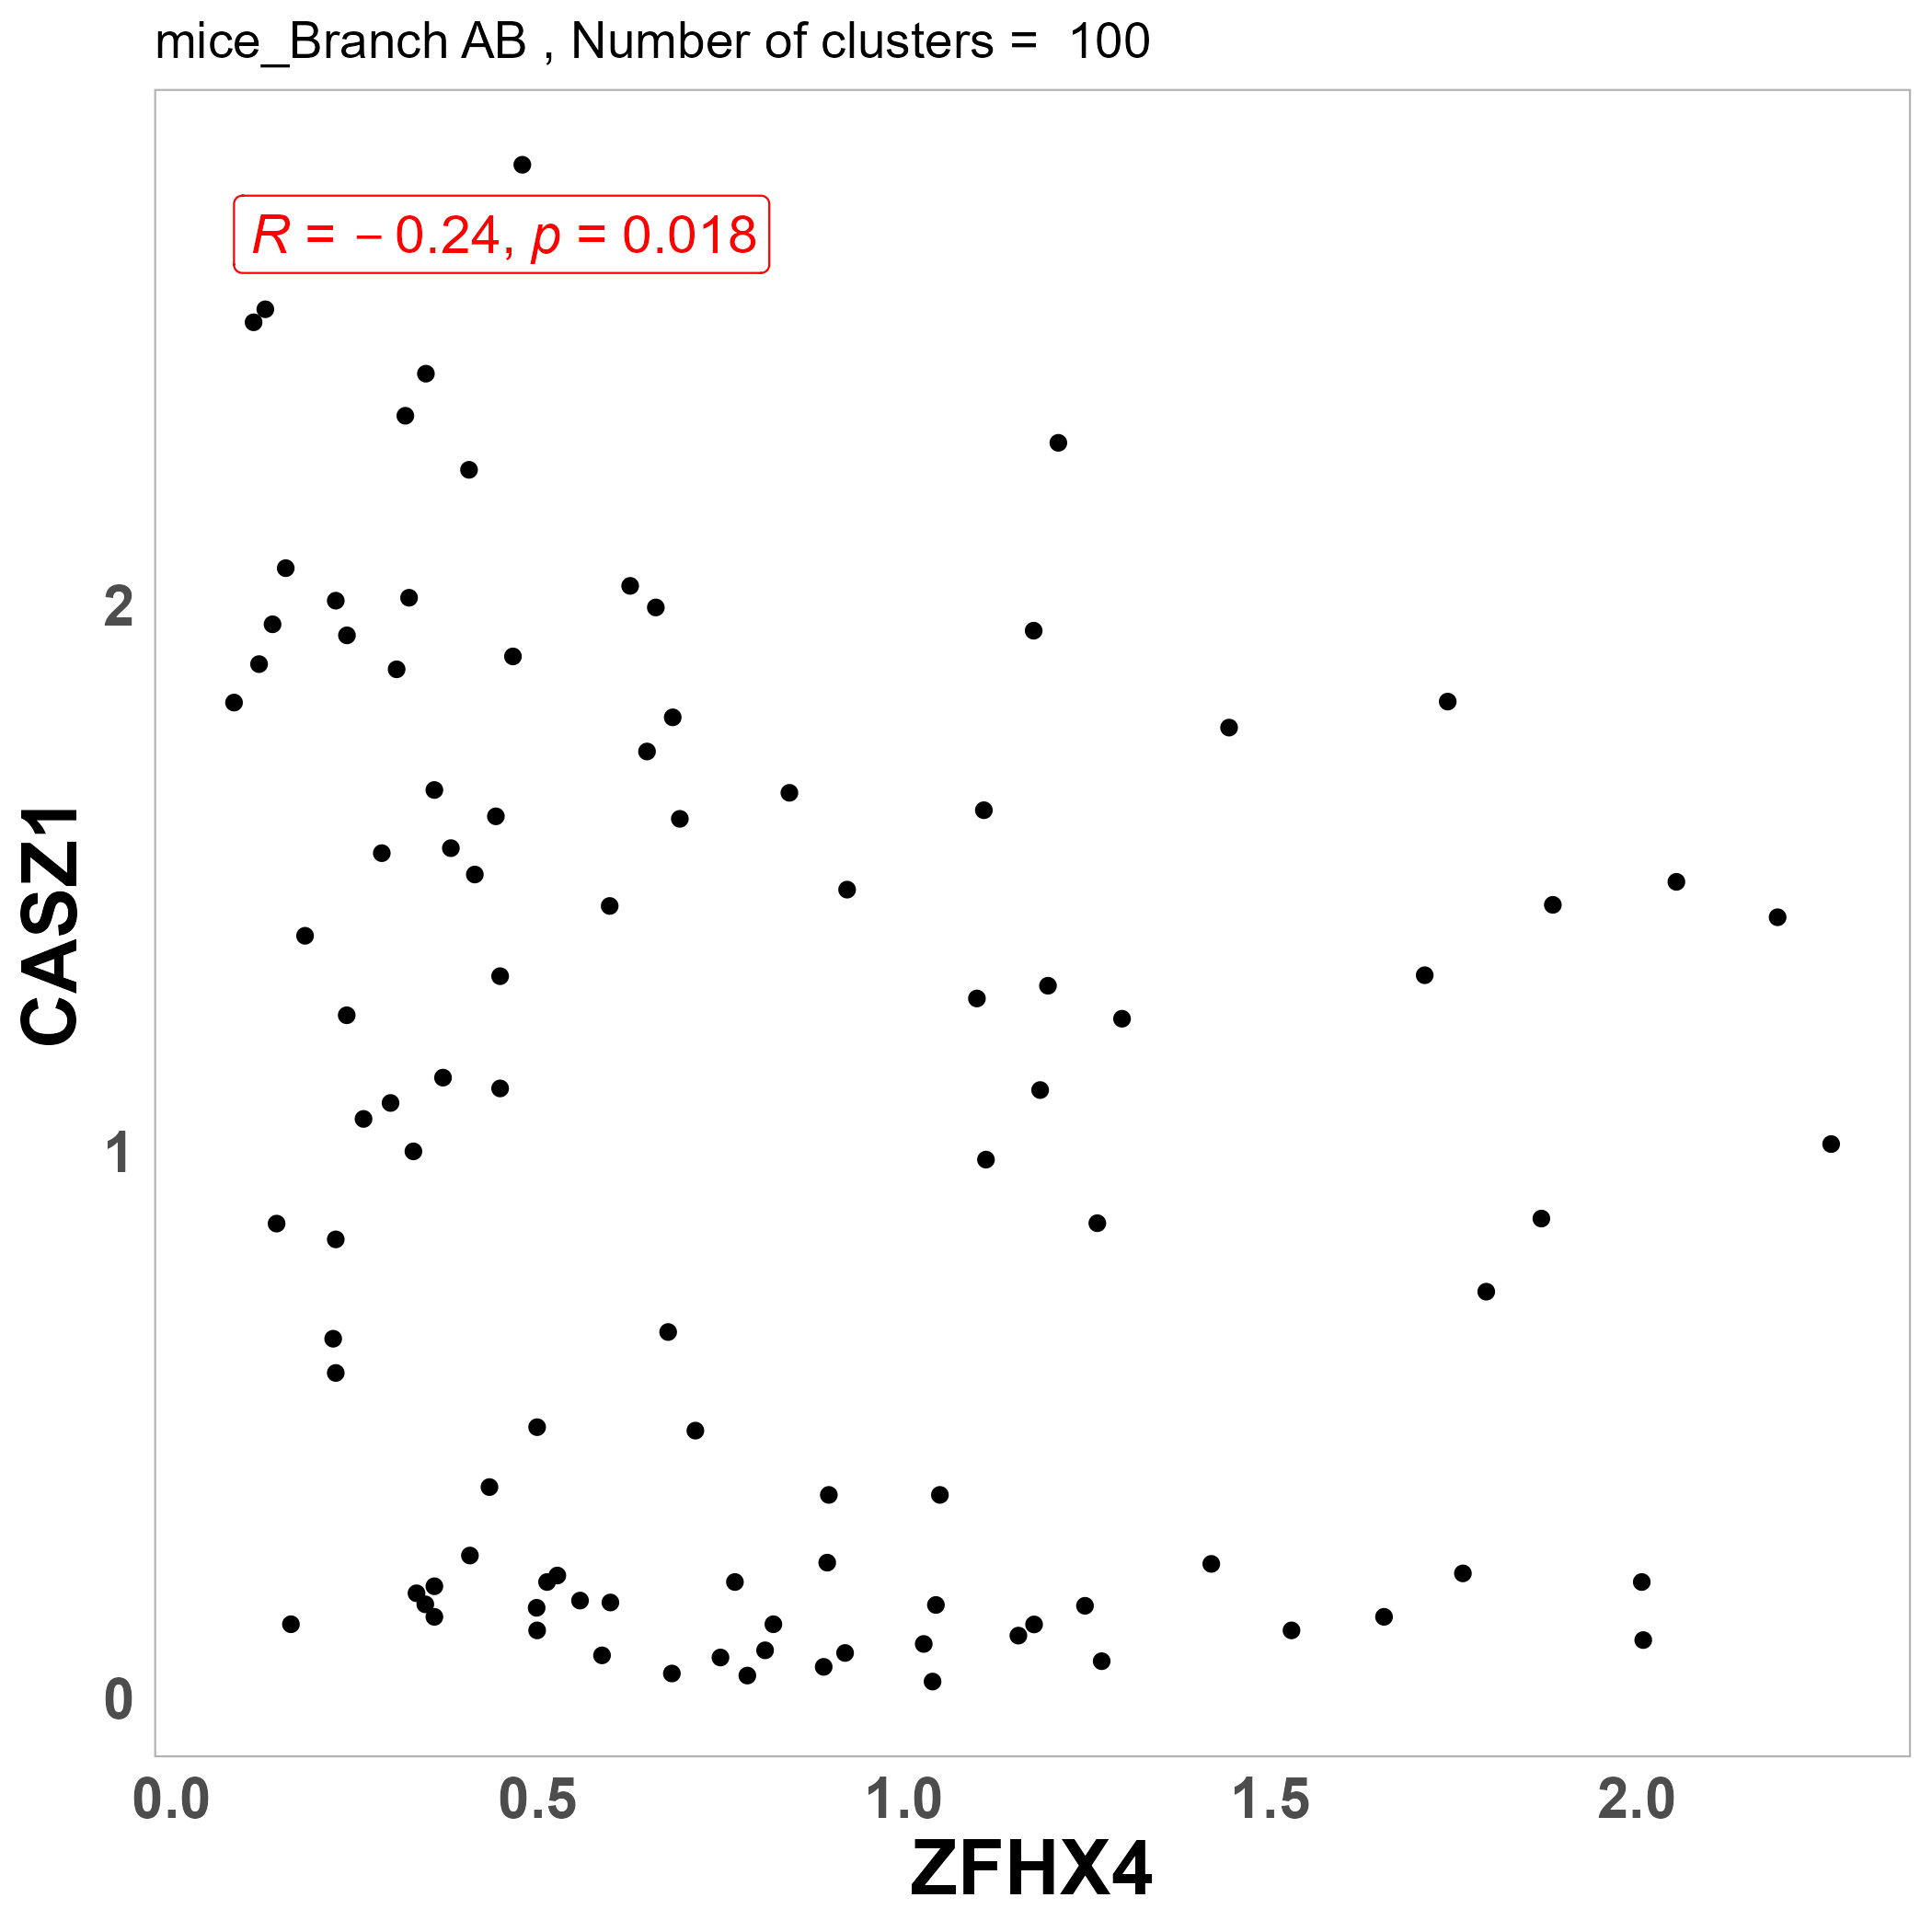 mice_Branch AB , Number of clusters =  100
R = − 0.24, p = 0.018
2
1
0
CASZ1
0.0 0.5 1.0 1.5 2.0
ZFHX4